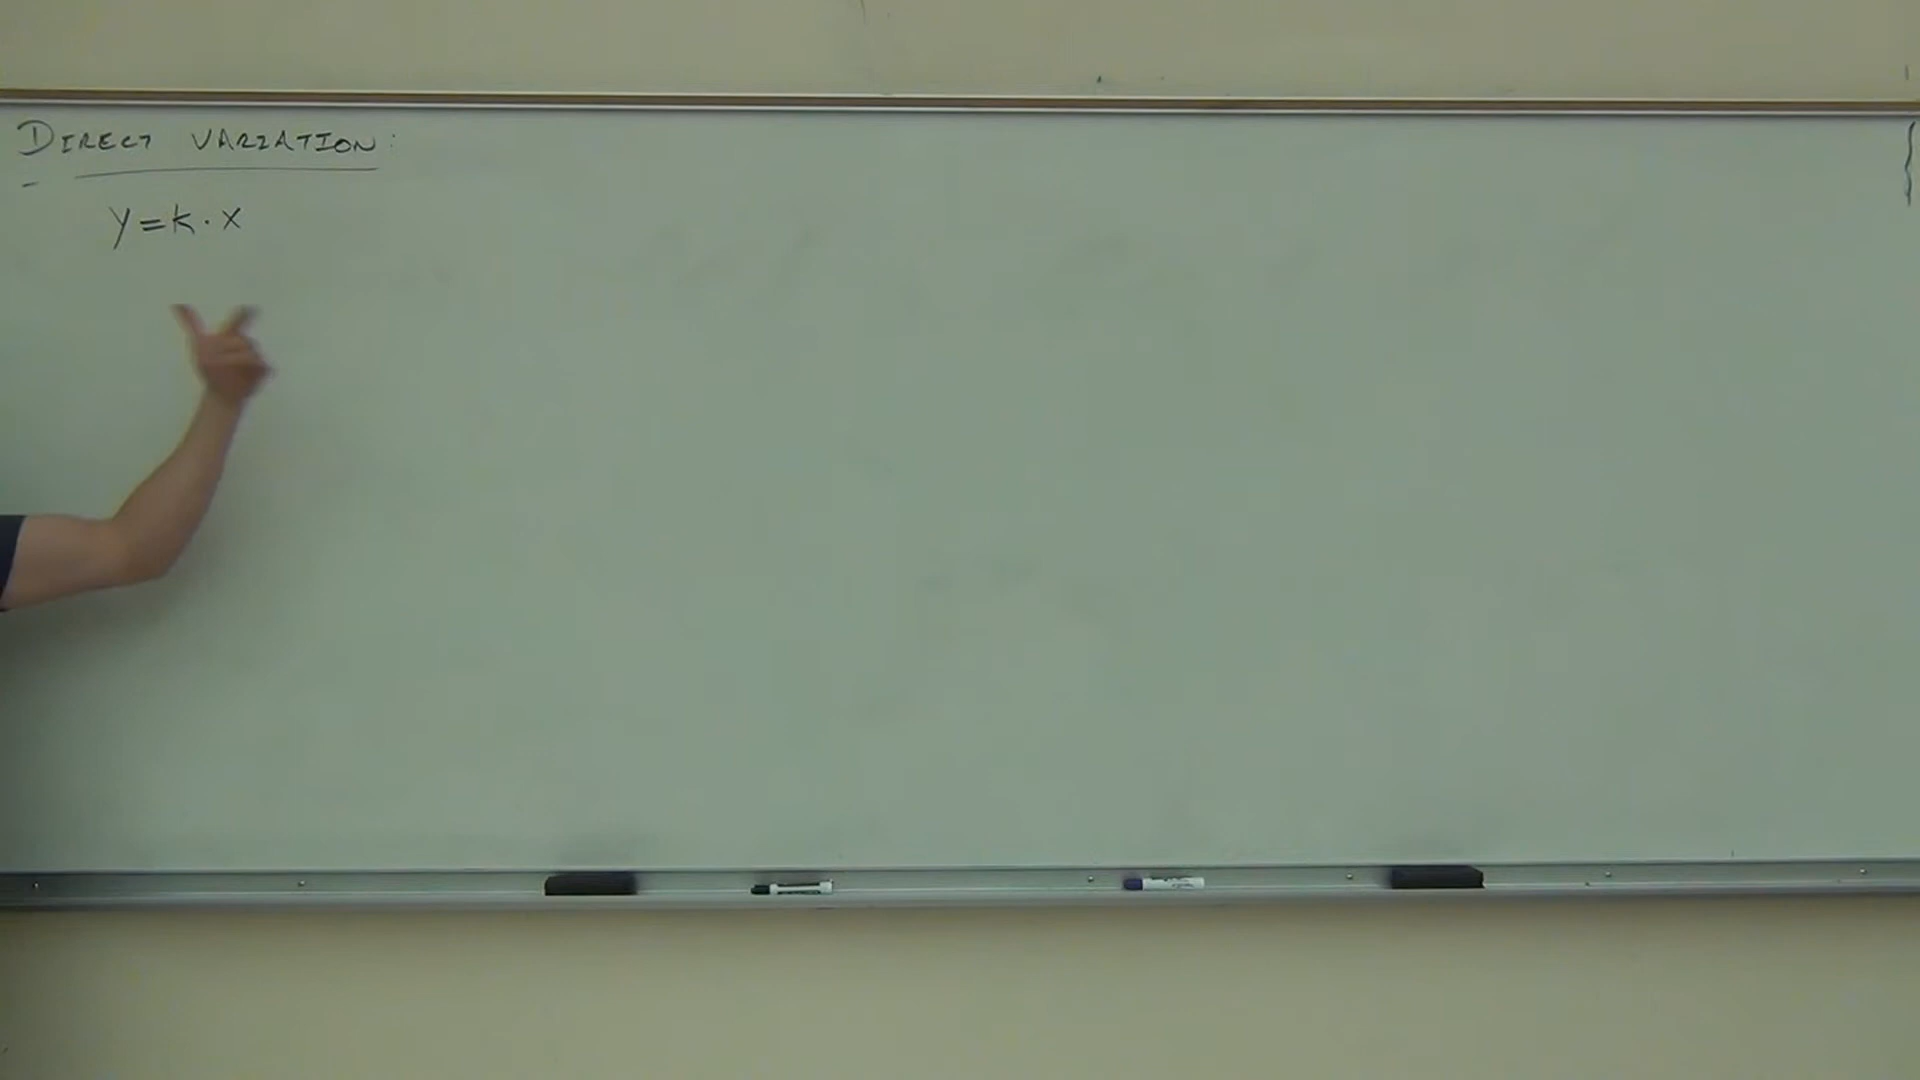 DIRECT VARIATION:
y = k · x